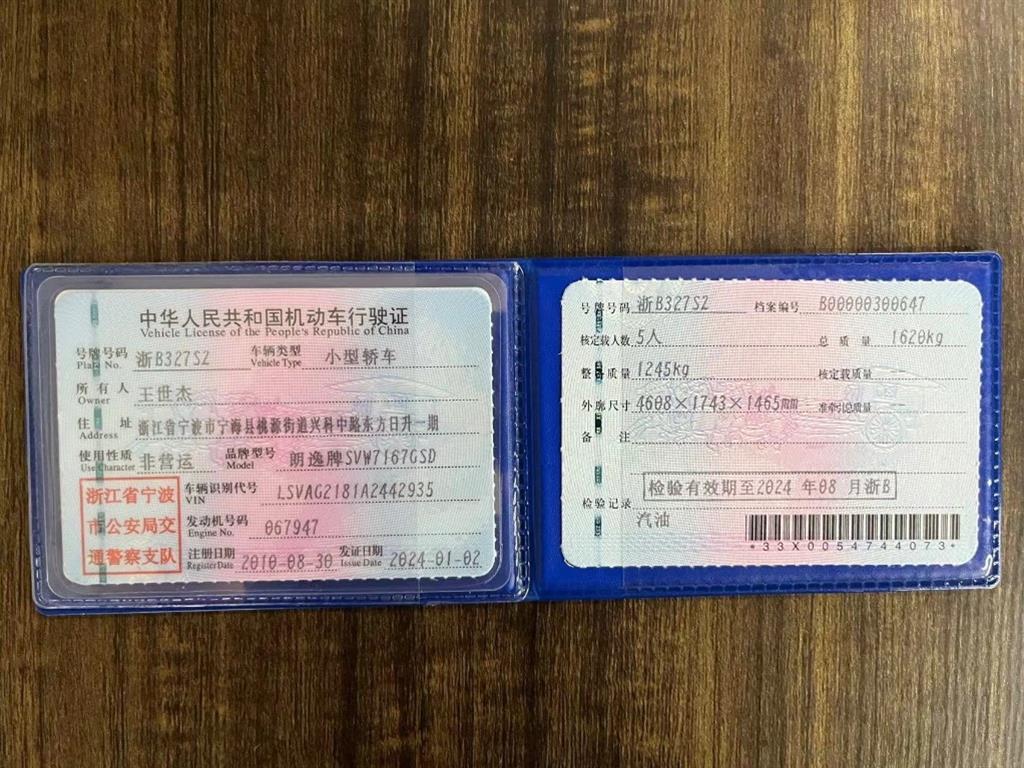 中华人民共和国机动车行驶证
Vehicle License of the People's Republic of China
号牌号码 浙B327S2 车辆类型 小型轿车
Plate No. Vehicle Type
所有人 王世杰
Owner
住址 浙江省宁波市宁海县桃源街道兴科中路东方日升一期
Address
使用性质 非营运 品牌型号 朗逸牌SVW7167GSD
Use Character Model
浙江省宁波
市公安局交
通警察支队
车辆识别代号 LSVAG2181A2442935
VIN
发动机号码 067947
Engine No.
注册日期 2010-08-30 发证日期 2024-01-02
Register Date Issue Date
号牌号码 浙B327S2 档案编号 B00000300647
核定载人数 5人 总质量 1620kg
整备质量 1245kg 核定载质量
外廓尺寸 4608×1743×1465mm 准牵引总质量
备注
检验记录 检验有效期至2024 年08 月浙B
汽油
*33X0054744073*